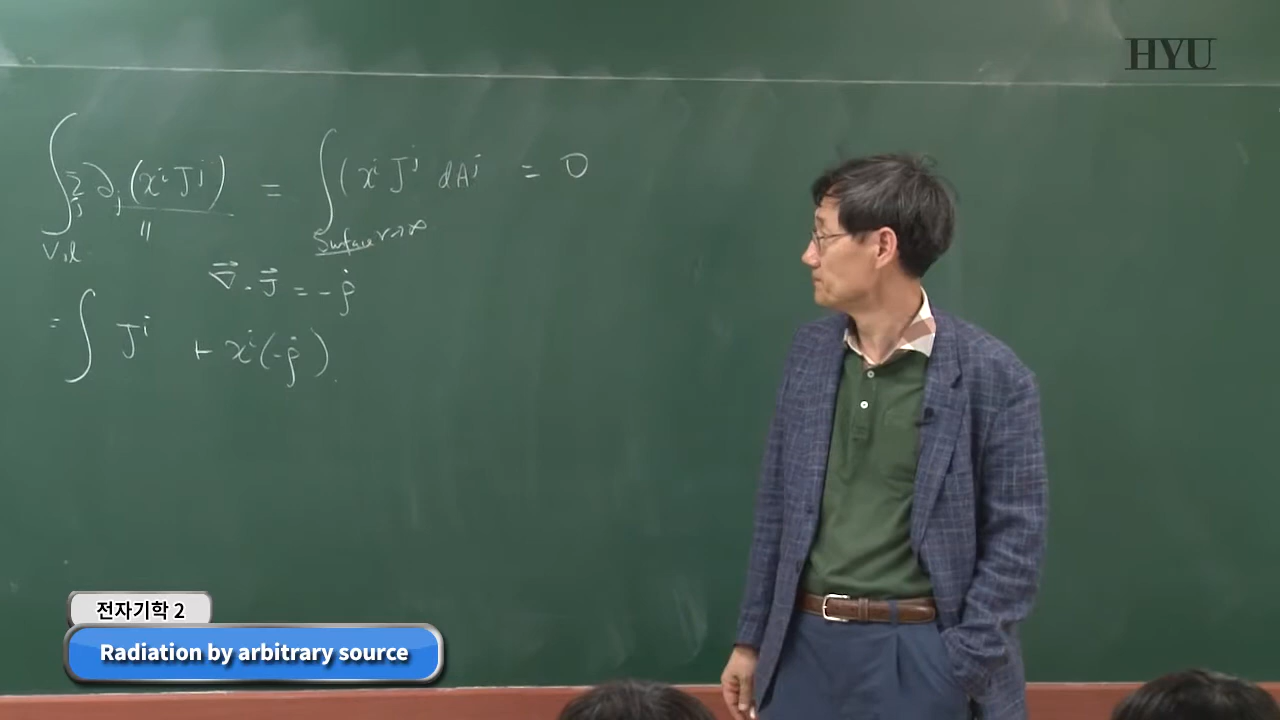 HYU
∫ Σ_j ∂_j (x^i J^j) = ∫ (x^i J^j dA^j = 0
Vol.
Surface r→∞
"
∇⃗ · J⃗ = - ρ̇
= ∫ J^i + x^i (-ρ̇).
전자기학 2
Radiation by arbitrary source